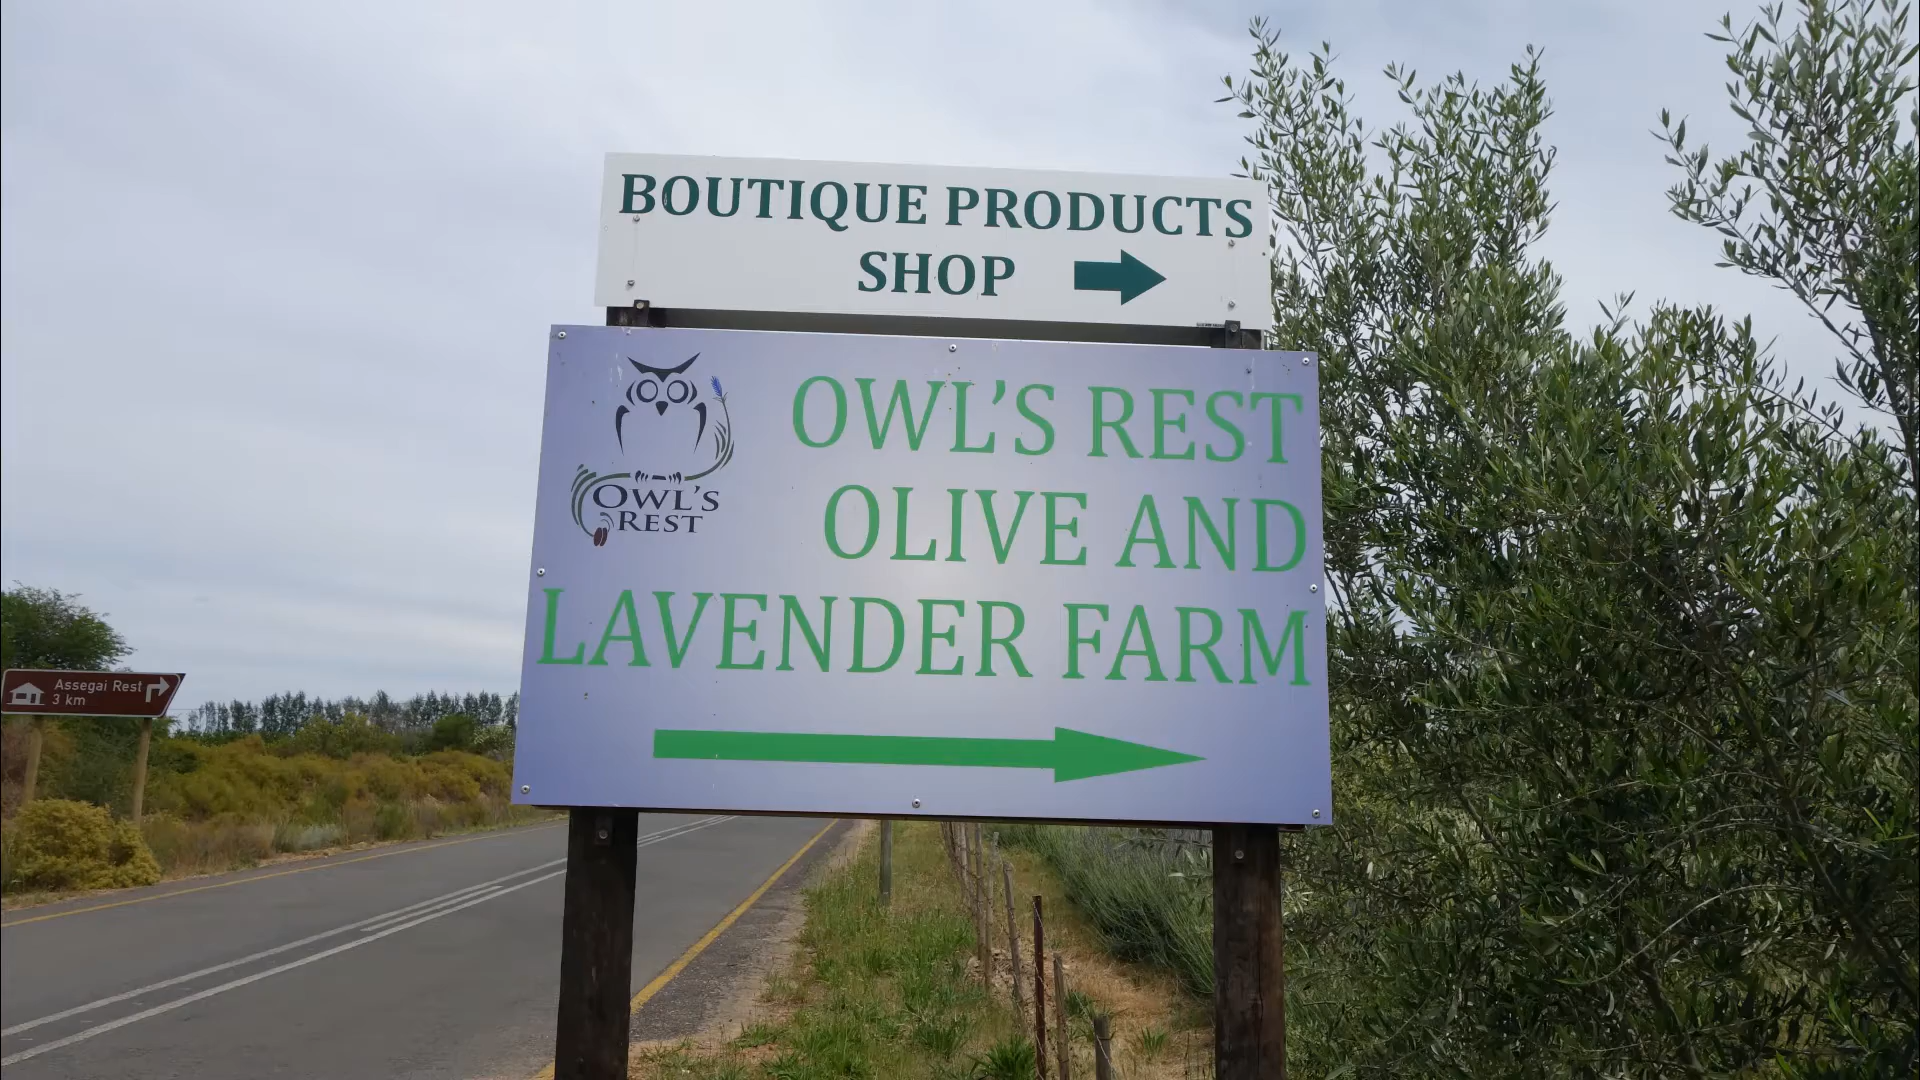 BOUTIQUE PRODUCTS
SHOP
OWL'S REST
OLIVE AND
LAVENDER FARM
OWL'S
REST
Assegai Rest
3 km